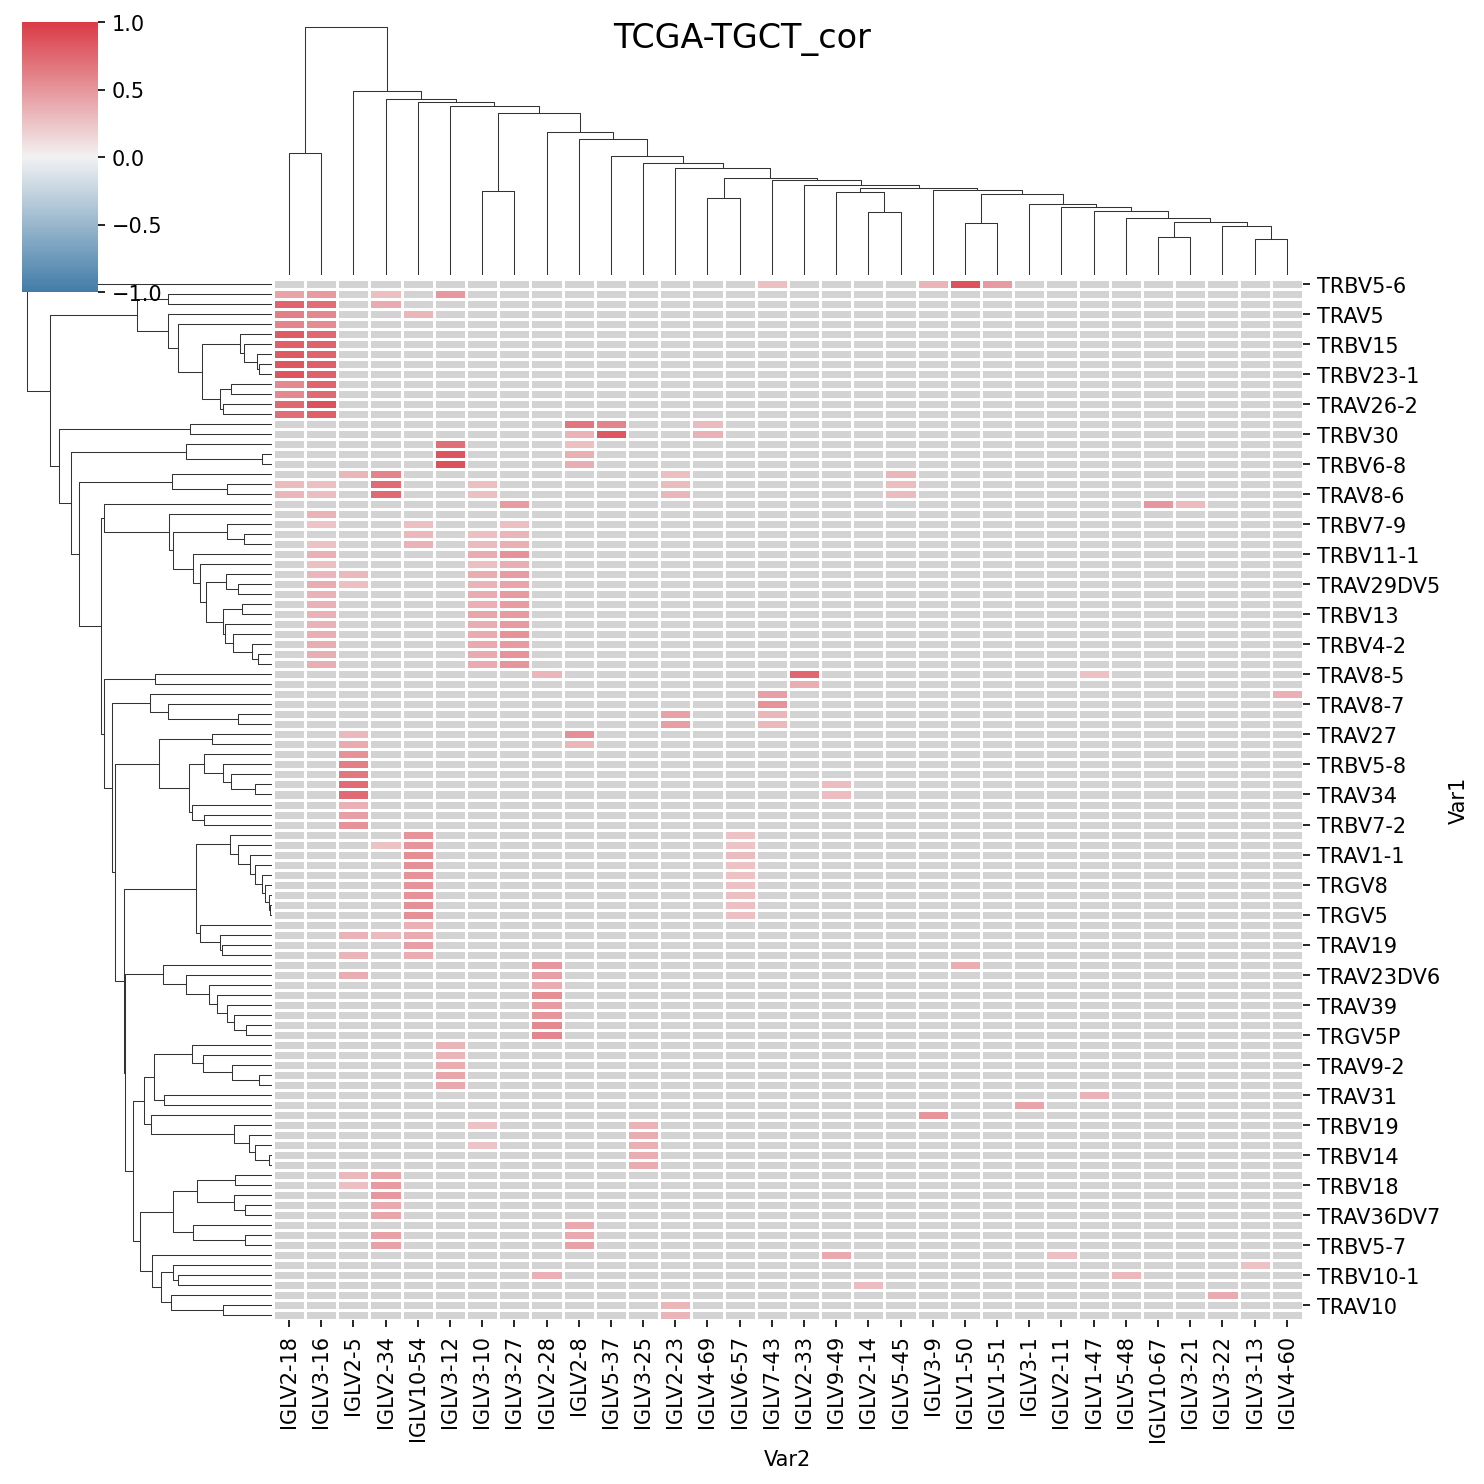 TCGA-TGCT_cor
1.0
0.5
0.0
−0.5
−1.0
TRBV5-6
TRAV5
TRBV15
TRBV23-1
TRAV26-2
TRBV30
TRBV6-8
TRAV8-6
TRBV7-9
TRBV11-1
TRAV29DV5
TRBV13
TRBV4-2
TRAV8-5
TRAV8-7
TRAV27
TRBV5-8
TRAV34
TRBV7-2
TRAV1-1
TRGV8
TRGV5
TRAV19
TRAV23DV6
TRAV39
TRGV5P
TRAV9-2
TRAV31
TRBV19
TRBV14
TRBV18
TRAV36DV7
TRBV5-7
TRBV10-1
TRAV10
Var1
IGLV2-18
IGLV3-16
IGLV2-5
IGLV2-34
IGLV10-54
IGLV3-12
IGLV3-10
IGLV3-27
IGLV2-28
IGLV2-8
IGLV5-37
IGLV3-25
IGLV2-23
IGLV4-69
IGLV6-57
IGLV7-43
IGLV2-33
IGLV9-49
IGLV2-14
IGLV5-45
IGLV3-9
IGLV1-50
IGLV1-51
IGLV3-1
IGLV2-11
IGLV1-47
IGLV5-48
IGLV10-67
IGLV3-21
IGLV3-22
IGLV3-13
IGLV4-60
Var2